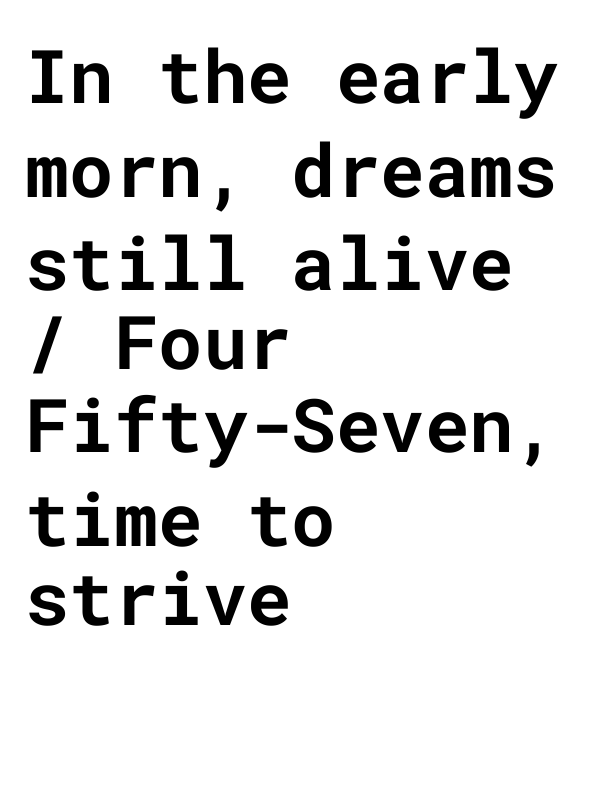 In the early
morn, dreams
still alive
/ Four
Fifty-Seven,
time to
strive